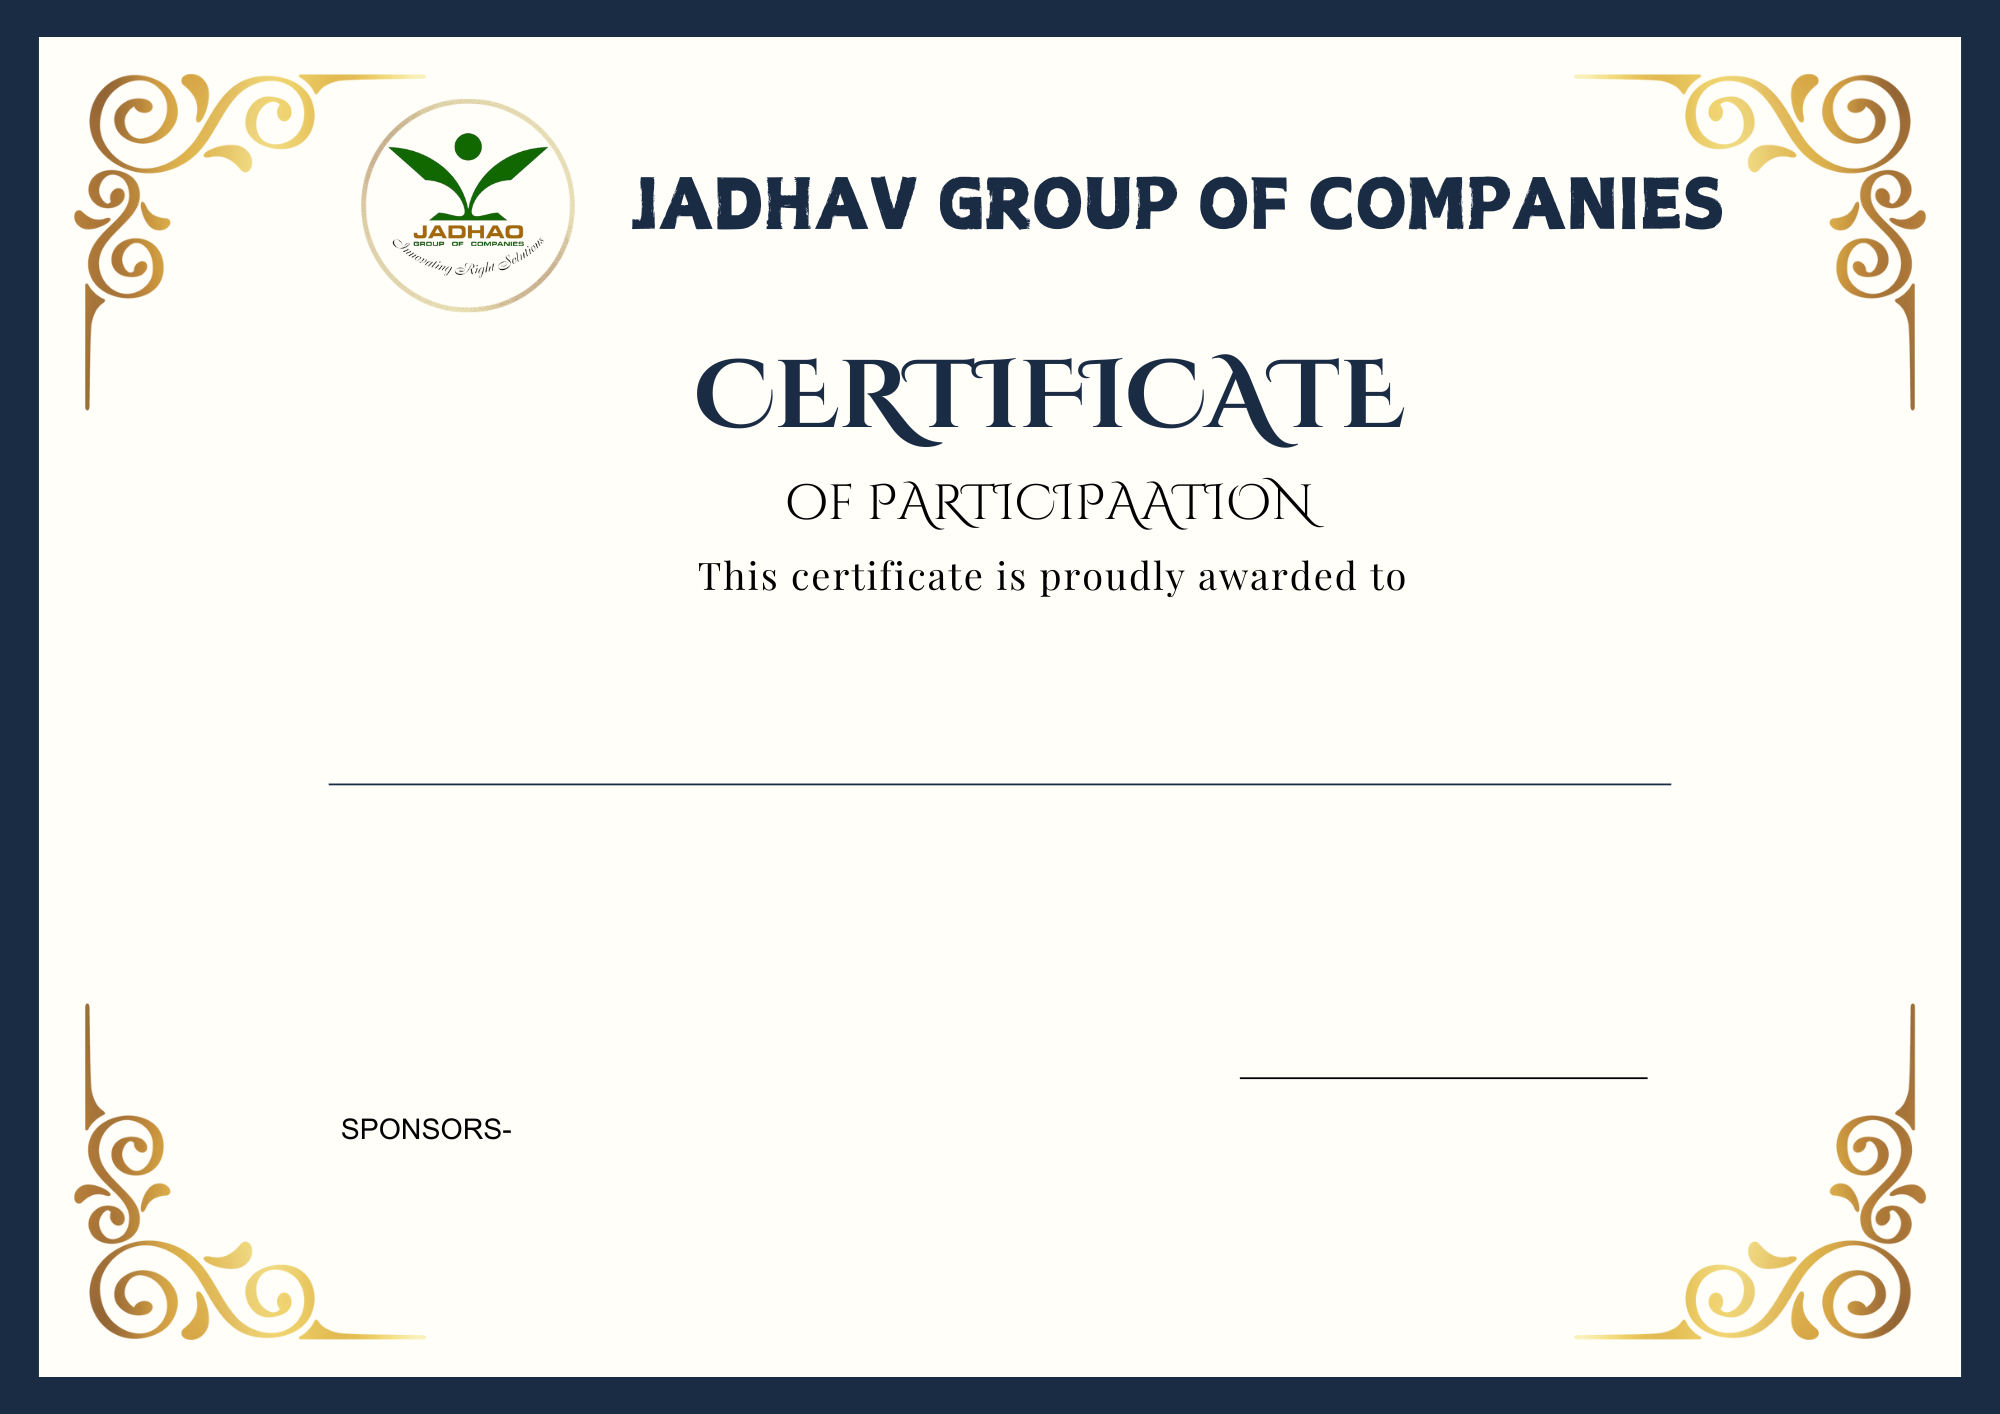 JADHAV GROUP OF COMPANIES
JADHAO
GROUP OF COMPANIES
Innovating Right Solutions
CERTIFICATE
OF PARTICIPAATION
This certificate is proudly awarded to
SPONSORS-